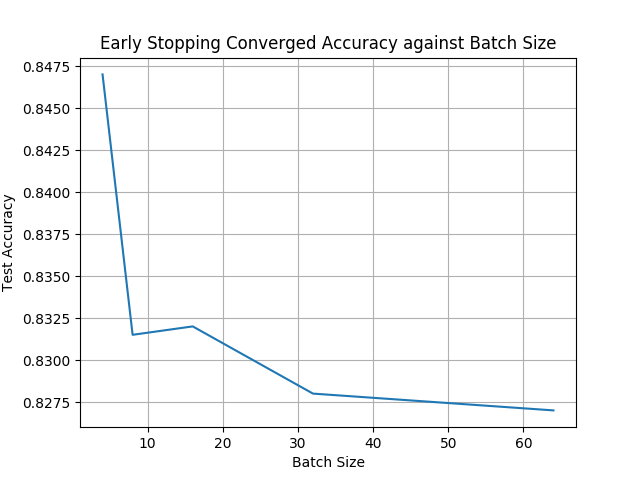 Early Stopping Converged Accuracy against Batch Size
0.8475
0.8450
0.8425
0.8400
0.8375
0.8350
0.8325
0.8300
0.8275
Test Accuracy
10 20 30 40 50 60
Batch Size